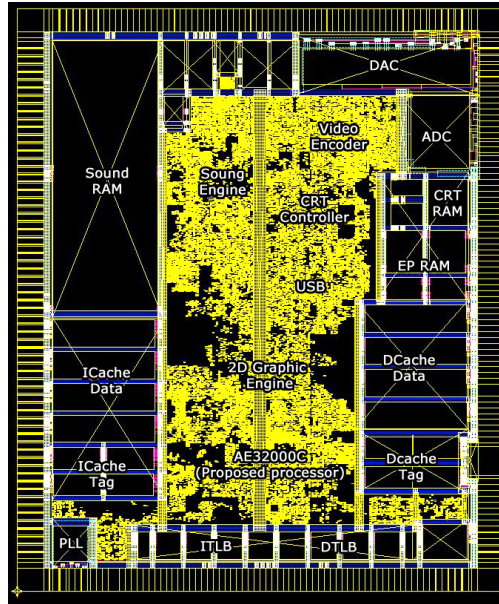 DAC
Video
Encoder
ADC
Sound
RAM
Soung
Engine
CRT
Controller
CRT
RAM
EP RAM
USB
ICache
Data
2D Graphic
Engine
DCache
Data
ICache
Tag
AE32000C
(Proposed processor)
Dcache
Tag
PLL
ITLB
DTLB